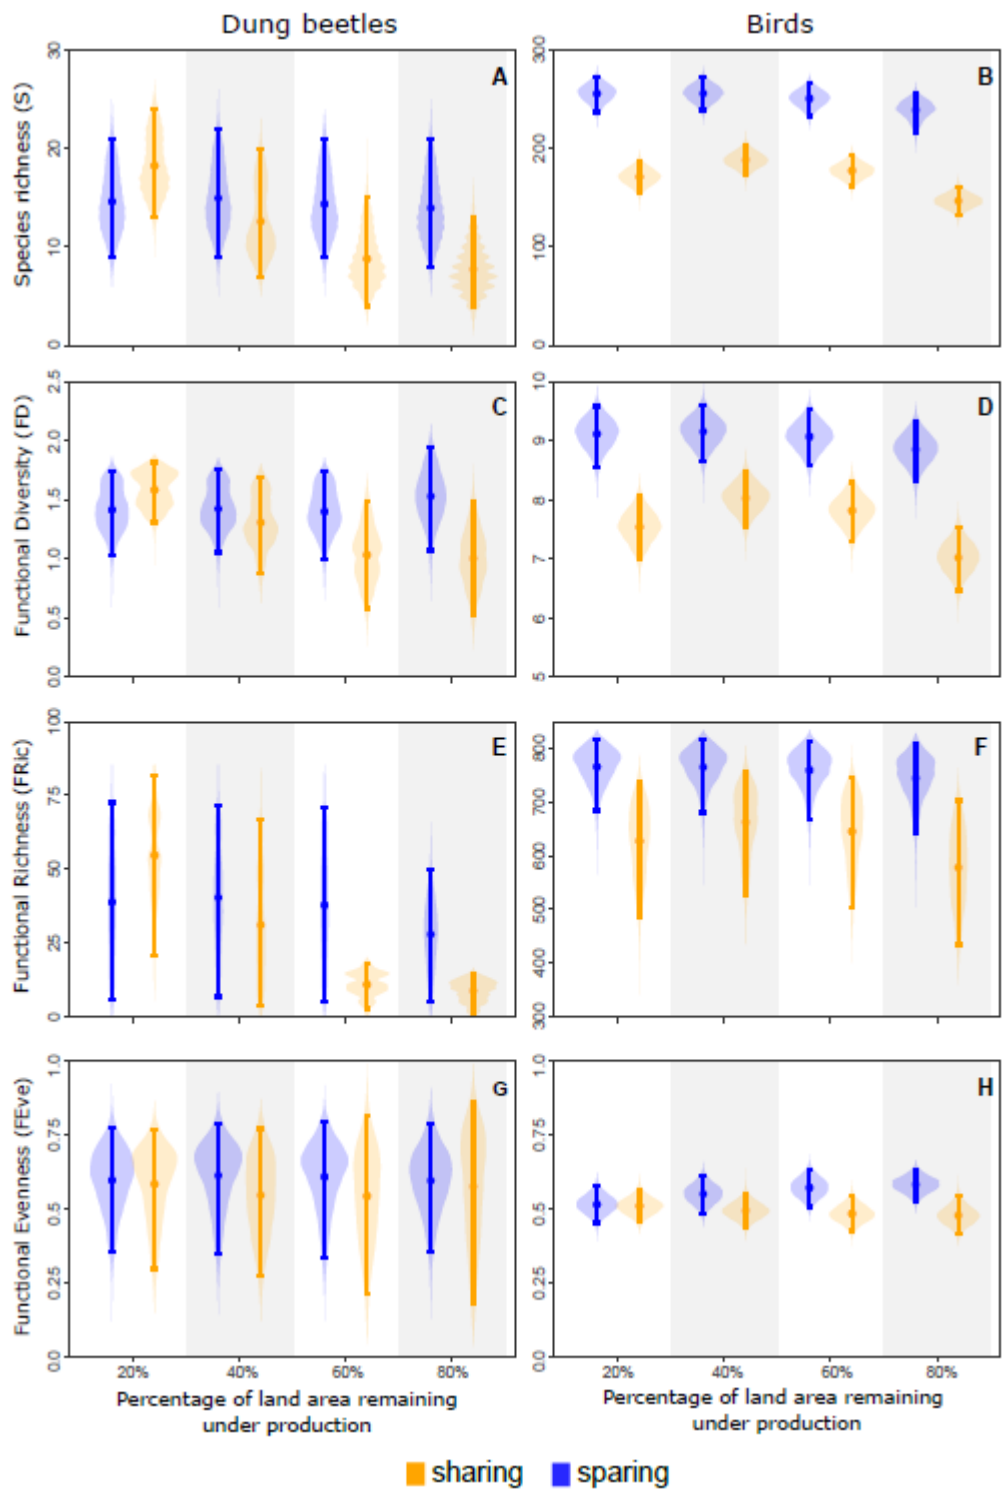 Dung beetles
Birds
Species richness (S)
30
20
10
0
A
300
200
100
0
B
Functional Diversity (FD)
2.5
2.0
1.5
1.0
0.5
0.0
C
10
9
8
7
6
5
D
Functional Richness (FRic)
100
75
50
25
0
E
800
700
600
500
400
300
F
Functional Evenness (FEve)
1.0
0.75
0.5
0.25
0.0
G
1.0
0.75
0.5
0.25
0.0
H
20%
40%
60%
80%
20%
40%
60%
80%
Percentage of land area remaining
under production
Percentage of land area remaining
under production
sharing
sparing